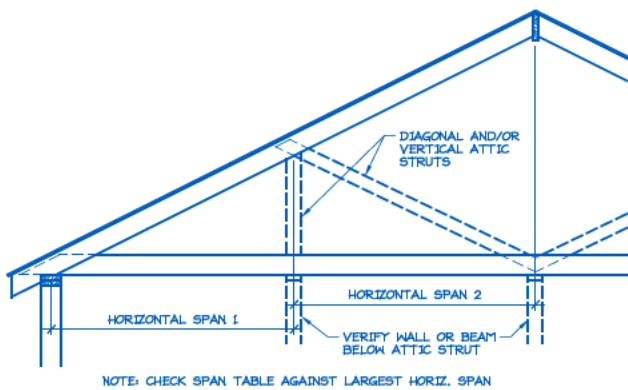 DIAGONAL AND/OR
VERTICAL ATTIC
STRUTS
HORIZONTAL SPAN 2
HORIZONTAL SPAN 1
VERIFY WALL OR BEAM
BELOW ATTIC STRUT
NOTE: CHECK SPAN TABLE AGAINST LARGEST HORIZ. SPAN